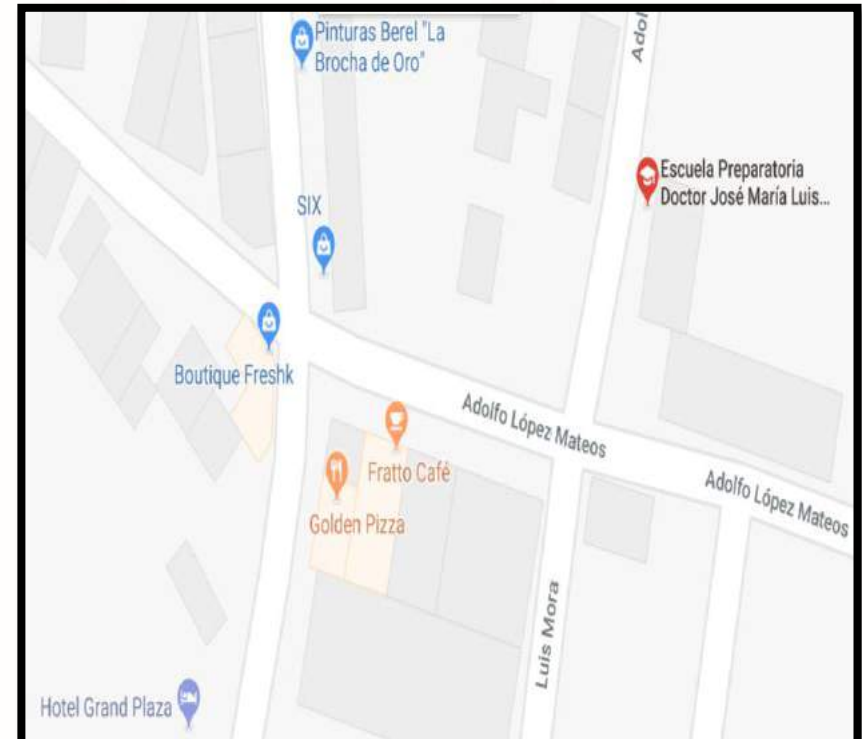 Pinturas Berel "La
Brocha de Oro"
Adol
Escuela Preparatoria
Doctor José María Luis...
SIX
Boutique Freshk
Adolfo López Mateos
Fratto Café
Adolfo López Mateos
Golden Pizza
Luis Mora
Hotel Grand Plaza